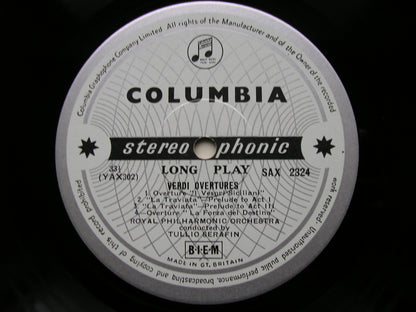 Columbia Graphophone Company Limited All rights of the Manufacturer and of the Owner of the recorded
work reserved Unauthorised public performance, broadcasting and copying of this record
COLUMBIA
stereophonic
LONG PLAY SAX 2324
33⅓
(YAX302)
VERDI OVERTURES
1. Overture "I Vespri Siciliani"
2. "La Traviata"—Prelude to Act I
3. "La Traviata"—Prelude to Act III
4. Overture "La Forza del Destino"
ROYAL PHILHARMONIC ORCHESTRA
conducted by
TULLIO SERAFIN
B·I·E·M
MADE IN GT. BRITAIN